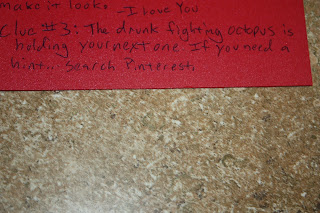 make it looks. -I love You
Clue #3: The drunk fighting octopus is
holding your next one. If you need a
hint... Search Pinterest!